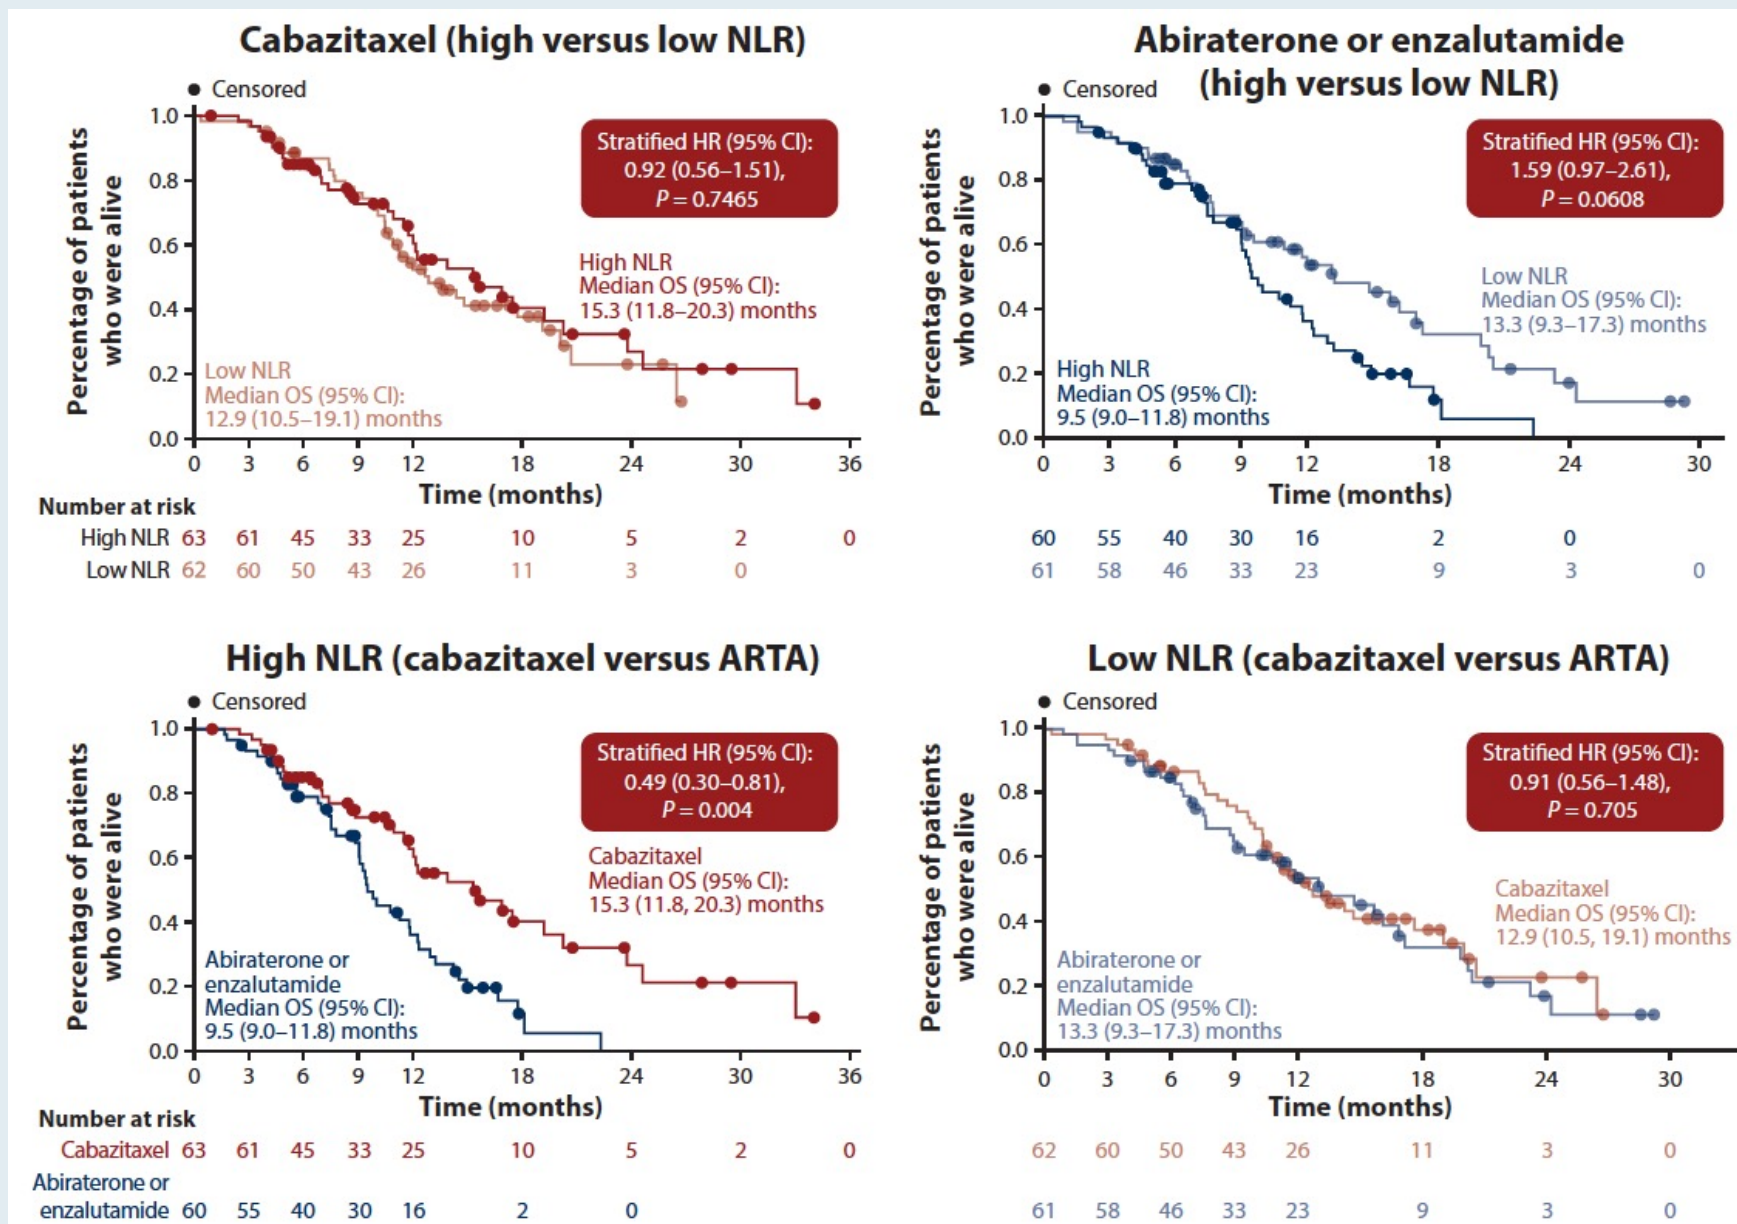 Cabazitaxel (high versus low NLR)
Censored
Percentage of patients
who were alive
1.0
0.8
0.6
0.4
0.2
0.0
Stratified HR (95% CI):
0.92 (0.56–1.51),
P = 0.7465
High NLR
Median OS (95% CI):
15.3 (11.8–20.3) months
Low NLR
Median OS (95% CI):
12.9 (10.5–19.1) months
0 3 6 9 12 18 24 30 36
Time (months)
Number at risk
High NLR 63 61 45 33 25 10 5 2 0
Low NLR 62 60 50 43 26 11 3 0
Abiraterone or enzalutamide
(high versus low NLR)
Censored
Percentage of patients
who were alive
1.0
0.8
0.6
0.4
0.2
0.0
Stratified HR (95% CI):
1.59 (0.97–2.61),
P = 0.0608
Low NLR
Median OS (95% CI):
13.3 (9.3–17.3) months
High NLR
Median OS (95% CI):
9.5 (9.0–11.8) months
0 3 6 9 12 18 24 30
Time (months)
60 55 40 30 16 2 0
61 58 46 33 23 9 3 0
High NLR (cabazitaxel versus ARTA)
Censored
Percentage of patients
who were alive
1.0
0.8
0.6
0.4
0.2
0.0
Stratified HR (95% CI):
0.49 (0.30–0.81),
P = 0.004
Cabazitaxel
Median OS (95% CI):
15.3 (11.8, 20.3) months
Abiraterone or
enzalutamide
Median OS (95% CI):
9.5 (9.0–11.8) months
0 3 6 9 12 18 24 30 36
Time (months)
Number at risk
Cabazitaxel 63 61 45 33 25 10 5 2 0
Abiraterone or
enzalutamide 60 55 40 30 16 2 0
Low NLR (cabazitaxel versus ARTA)
Censored
Percentage of patients
who were alive
1.0
0.8
0.6
0.4
0.2
0.0
Stratified HR (95% CI):
0.91 (0.56–1.48),
P = 0.705
Cabazitaxel
Median OS (95% CI):
12.9 (10.5, 19.1) months
Abiraterone or
enzalutamide
Median OS (95% CI):
13.3 (9.3–17.3) months
0 3 6 9 12 18 24 30
Time (months)
62 60 50 43 26 11 3 0
61 58 46 33 23 9 3 0